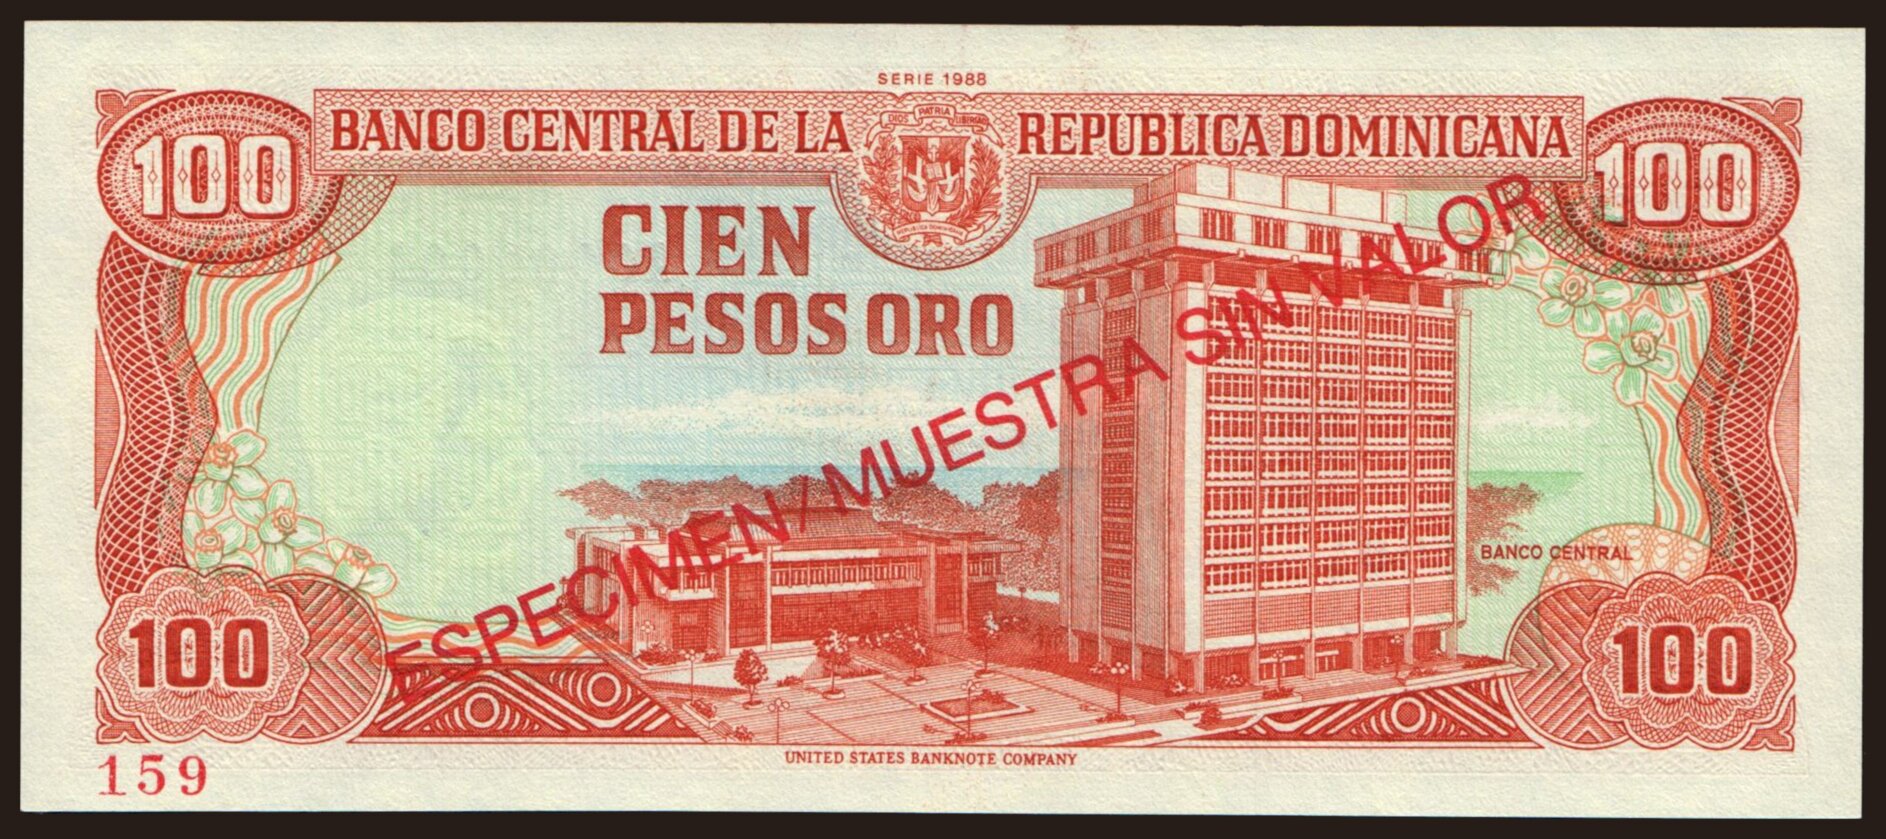 SERIE 1988
BANCO CENTRAL DE LA REPUBLICA DOMINICANA
DIOS PATRIA LIBERTAD
REPUBLICA DOMINICANA
100
100
CIEN
PESOS ORO
ESPECIMEN / MUESTRA SIN VALOR
BANCO CENTRAL
100
100
UNITED STATES BANKNOTE COMPANY
159